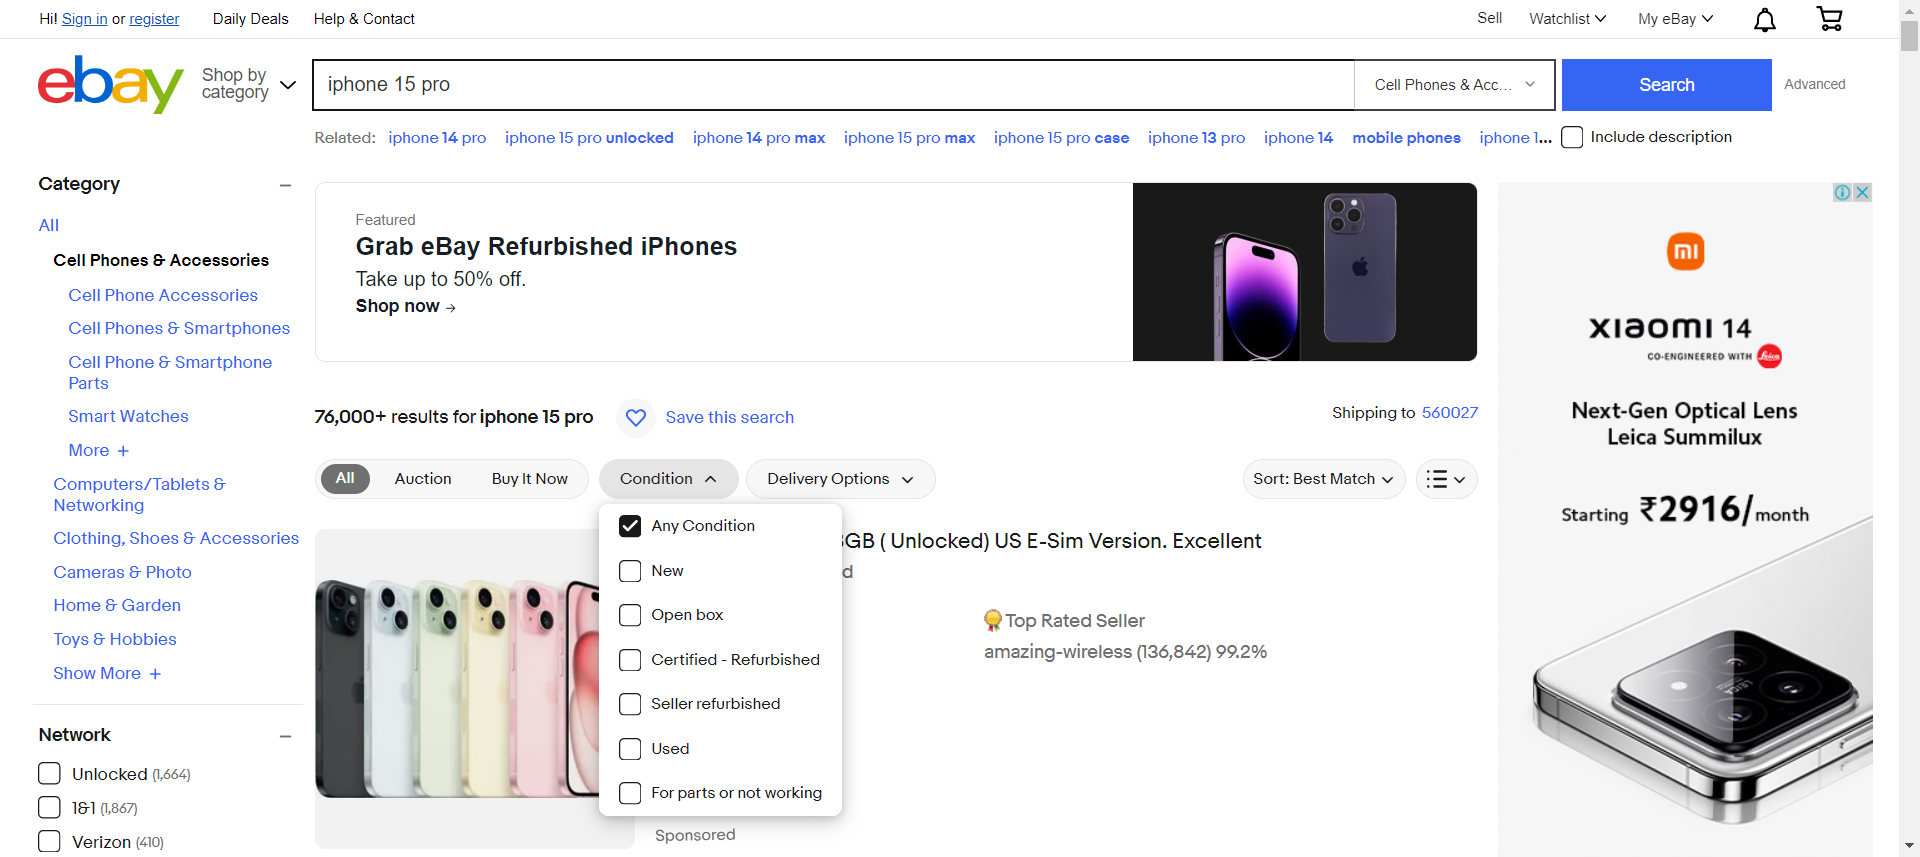 Hi! Sign in or register
Daily Deals
Help & Contact
Sell
Watchlist
My eBay
ebay
Shop by
category
iphone 15 pro
Cell Phones & Acc...
Search
Advanced
Related:
iphone 14 pro
iphone 15 pro unlocked
iphone 14 pro max
iphone 15 pro max
iphone 15 pro case
iphone 13 pro
iphone 14
mobile phones
iphone 1...
Include description
Category
All
Cell Phones & Accessories
Cell Phone Accessories
Cell Phones & Smartphones
Cell Phone & Smartphone
Parts
Smart Watches
More +
Computers/Tablets &
Networking
Clothing, Shoes & Accessories
Cameras & Photo
Home & Garden
Toys & Hobbies
Show More +
Network
Unlocked (1,664)
1&1 (1,867)
Verizon (410)
Featured
Grab eBay Refurbished iPhones
Take up to 50% off.
Shop now →
76,000+ results for iphone 15 pro
Save this search
Shipping to 560027
All
Auction
Buy It Now
Condition
Delivery Options
Sort: Best Match
Any Condition
New
Open box
Certified - Refurbished
Seller refurbished
Used
For parts or not working
GB ( Unlocked) US E-Sim Version. Excellent
d
Top Rated Seller
amazing-wireless (136,842) 99.2%
Sponsored
mi
xiaomi 14
CO-ENGINEERED WITH Leica
Next-Gen Optical Lens
Leica Summilux
Starting ₹2916/month